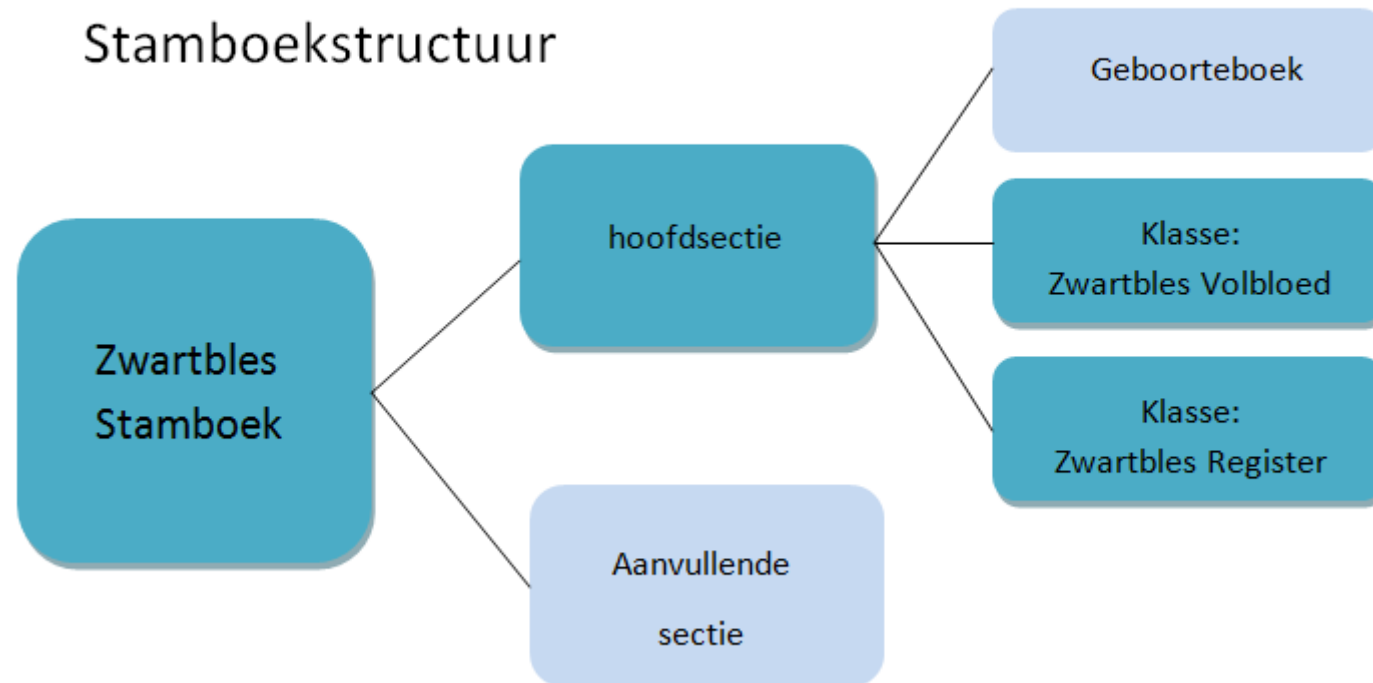 Stamboekstructuur
Zwartbles
Stamboek
hoofdsectie
Aanvullende
sectie
Geboorteboek
Klasse:
Zwartbles Volbloed
Klasse:
Zwartbles Register